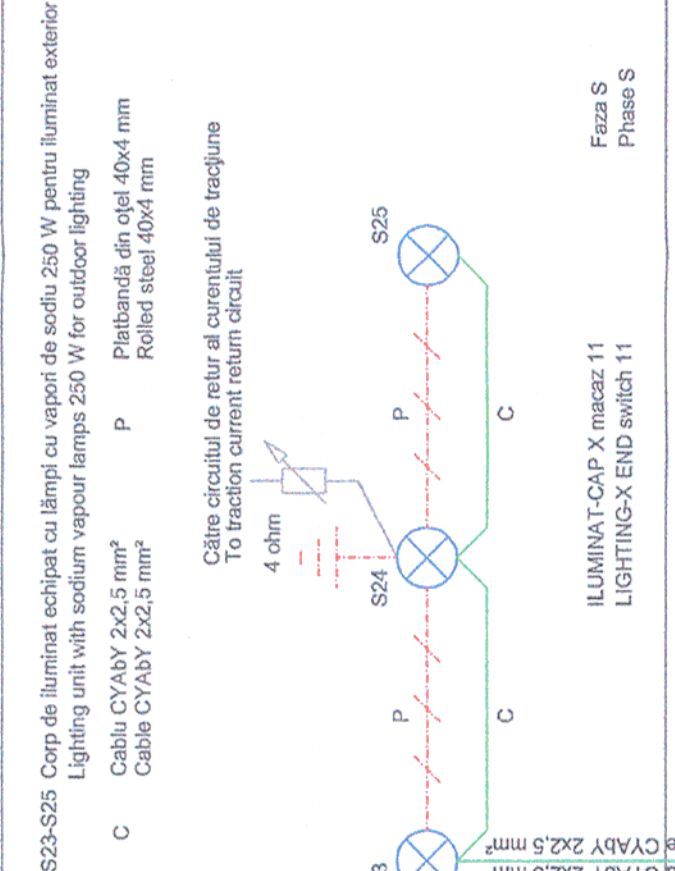 S23-S25 Corp de iluminat echipat cu lămpi cu vapori de sodiu 250 W pentru iluminat exterior
Lighting unit with sodium vapour lamps 250 W for outdoor lighting
C Cablu CYAbY 2x2,5 mm²
Cable CYAbY 2x2,5 mm²
P Platbandă din oţel 40x4 mm
Rolled steel 40x4 mm
Către circuitul de retur al curentului de tracţiune
To traction current return circuit
4 ohm
S24
S25
P
P
C
C
CYAbY 2x2,5 mm²
ILUMINAT-CAP X macaz 11
LIGHTING-X END switch 11
Faza S
Phase S